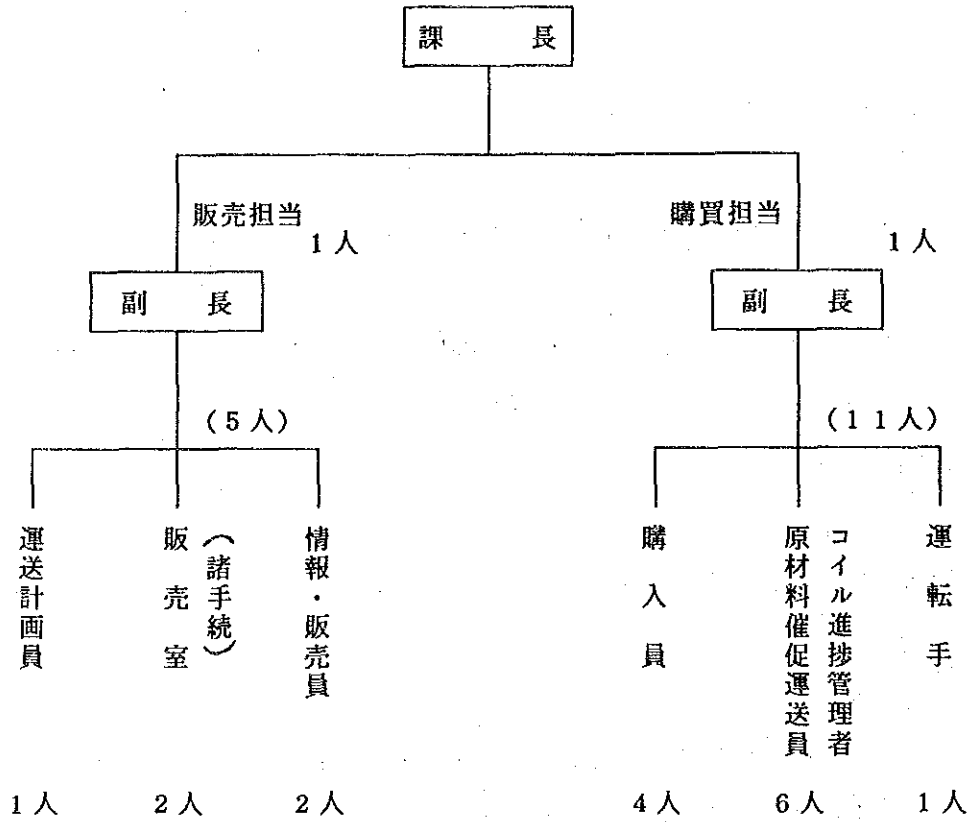 課長
販売担当
1人
購買担当
1人
副長
副長
(5人)
(11人)
運送計画員
販売室
(諸手続)
情報・販売員
購入員
コイル進捗管理者
原材料催促運送員
運転手
1人
2人
2人
4人
6人
1人